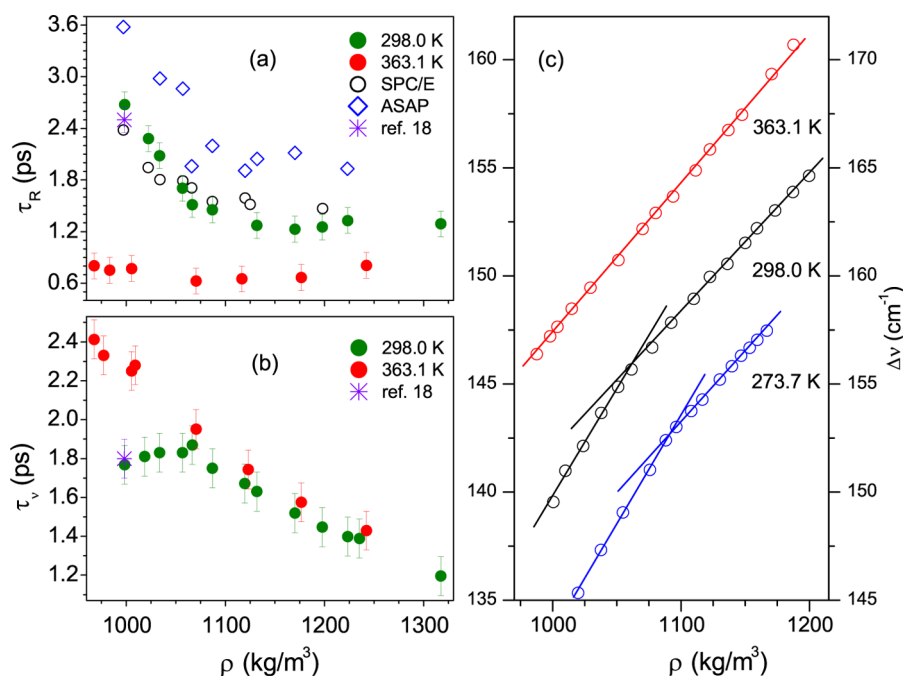 (a)
298.0 K
363.1 K
SPC/E
ASAP
ref. 18
3.6
3.0
2.4
1.8
1.2
0.6
τR (ps)
(b)
298.0 K
363.1 K
ref. 18
2.4
2.2
2.0
1.8
1.6
1.4
1.2
τν (ps)
1000 1100 1200 1300
ρ (kg/m³)
(c)
363.1 K
298.0 K
273.7 K
160
155
150
145
140
135
170
165
160
155
150
145
Δν (cm⁻¹)
1000 1100 1200
ρ (kg/m³)